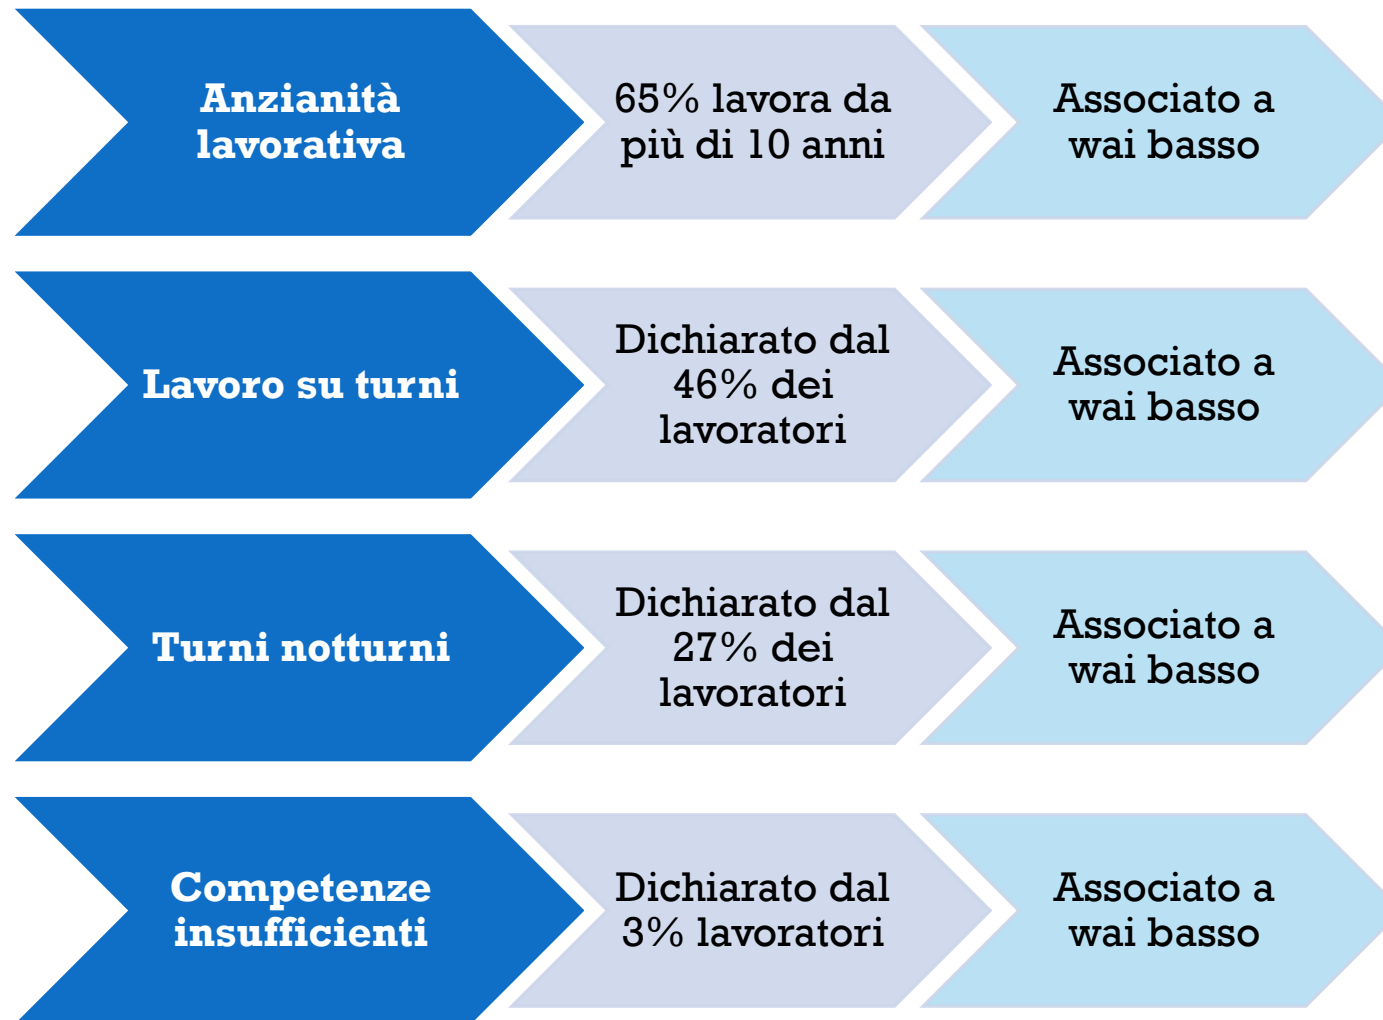 Anzianità
lavorativa
65% lavora da
più di 10 anni
Associato a
wai basso
Lavoro su turni
Dichiarato dal
46% dei
lavoratori
Associato a
wai basso
Turni notturni
Dichiarato dal
27% dei
lavoratori
Associato a
wai basso
Competenze
insufficienti
Dichiarato dal
3% lavoratori
Associato a
wai basso